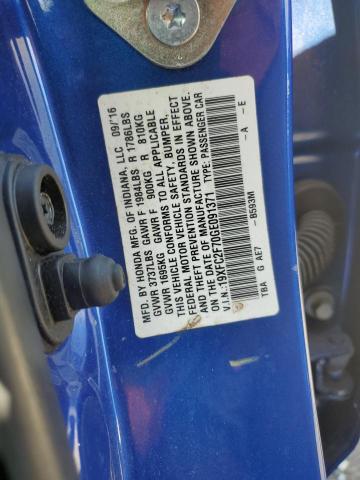 MFD. BY HONDA MFG. OF INDIANA, LLC 09/16
GVWR 3737LBS GAWR F 1984LBS R 1786LBS
GVWR 1695KG GAWR F 900KG R 810KG
THIS VEHICLE CONFORMS TO ALL APPLICABLE
FEDERAL MOTOR VEHICLE SAFETY, BUMPER,
THEFT PREVENTION STANDARDS IN EFFECT
ON THE DATE OF MANUFACTURE SHOWN ABOVE.
V.I.N.:19XFC2F70GE091371 TYPE: PASSENGER CAR
-B593M -A -E
TBA G AE7